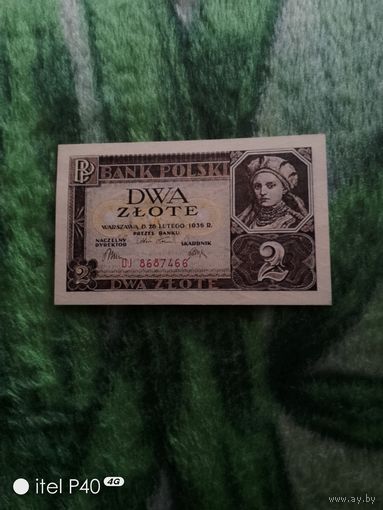 BP
BANK POLSKI
DWA
ZŁOTE
WARSZAWA D. 26 LUTEGO 1936 R.
PREZES BANKU
NACZELNY DYREKTOR
SKARBNIK
DJ 8687466
2
2
DWA ZŁOTE
itel P40 4G
www.ay.by